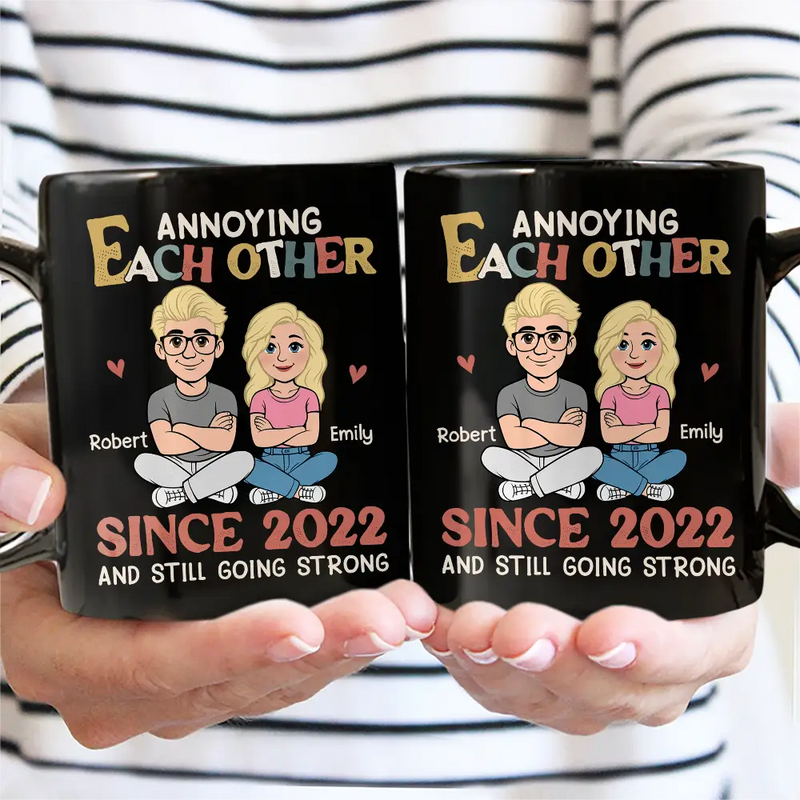 ANNOYING
EACH OTHER
Robert
Emily
SINCE 2022
AND STILL GOING STRONG
ANNOYING
EACH OTHER
Robert
Emily
SINCE 2022
AND STILL GOING STRONG